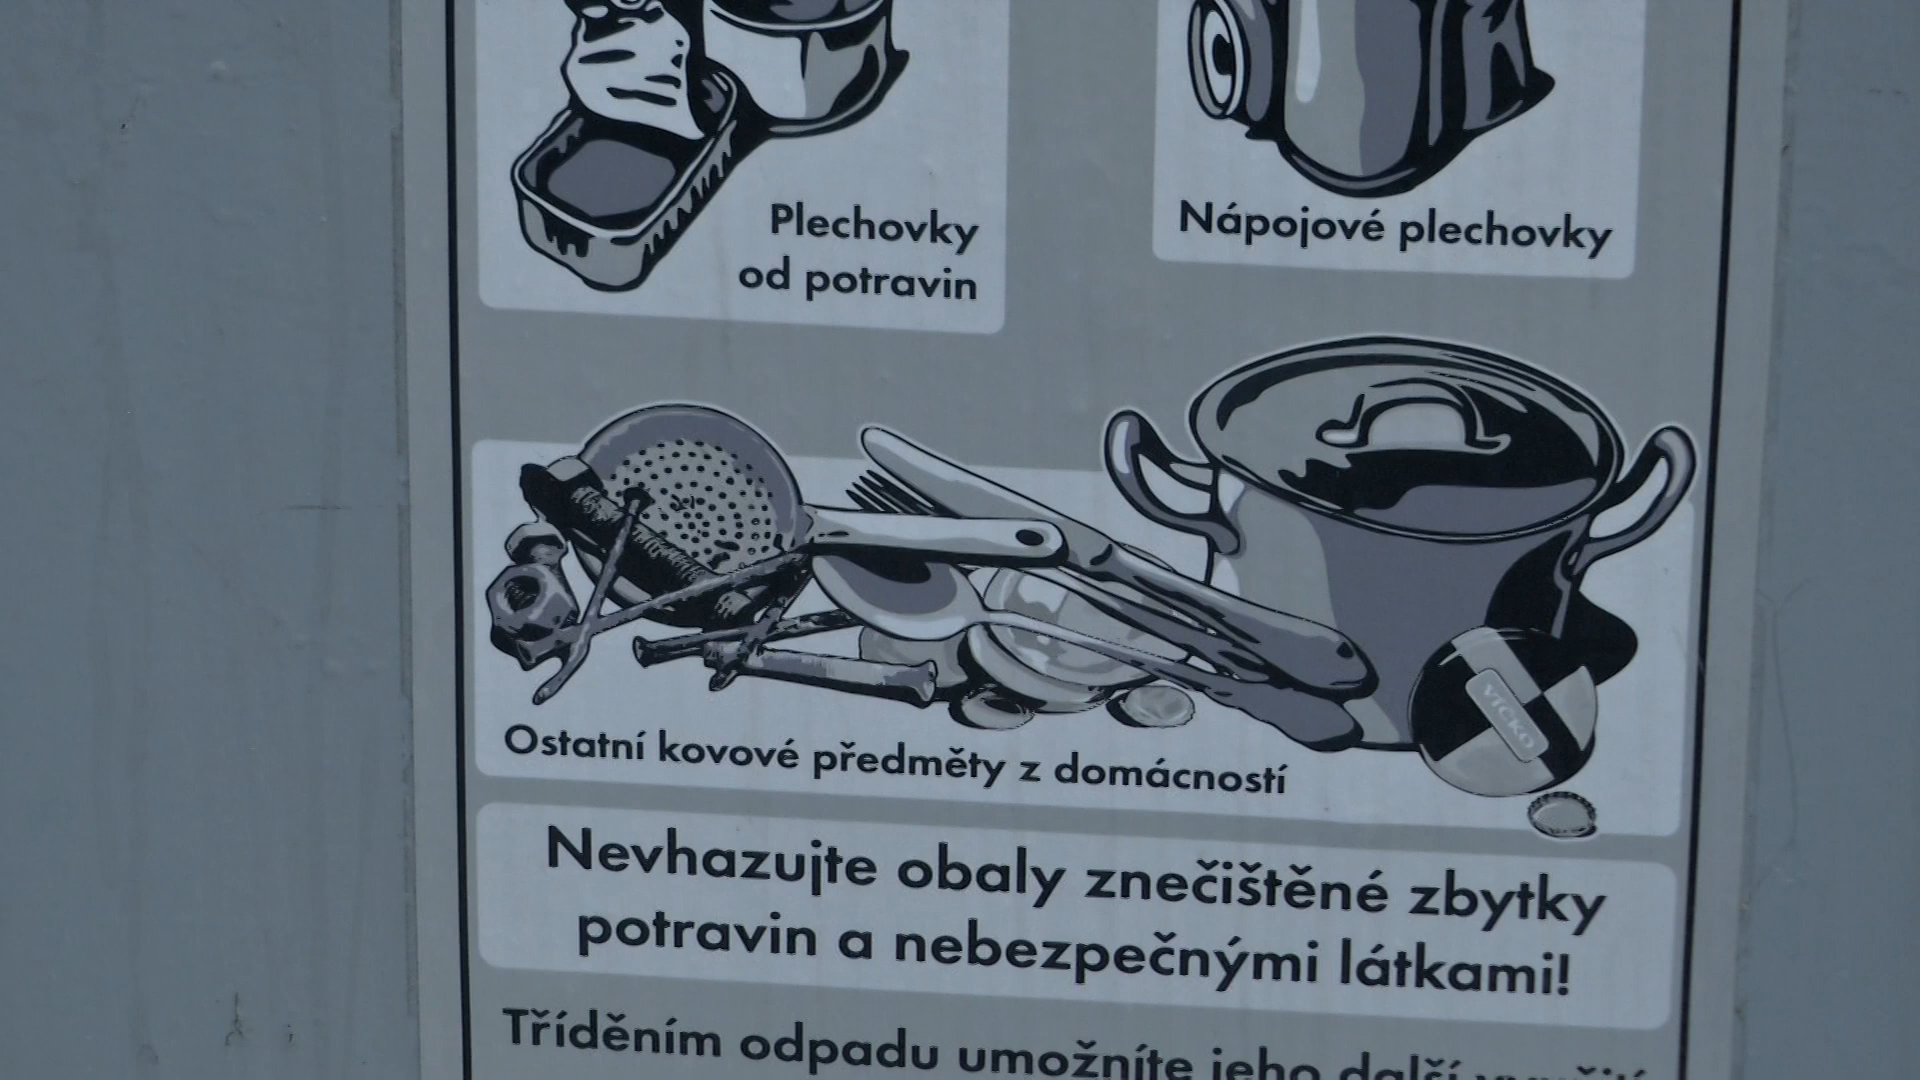 Plechovky
od potravin
Nápojové plechovky
VÍČKO
Ostatní kovové předměty z domácností
Nevhazujte obaly znečištěné zbytky
potravin a nebezpečnými látkami!
Tříděním odpadu umožníte jeho další